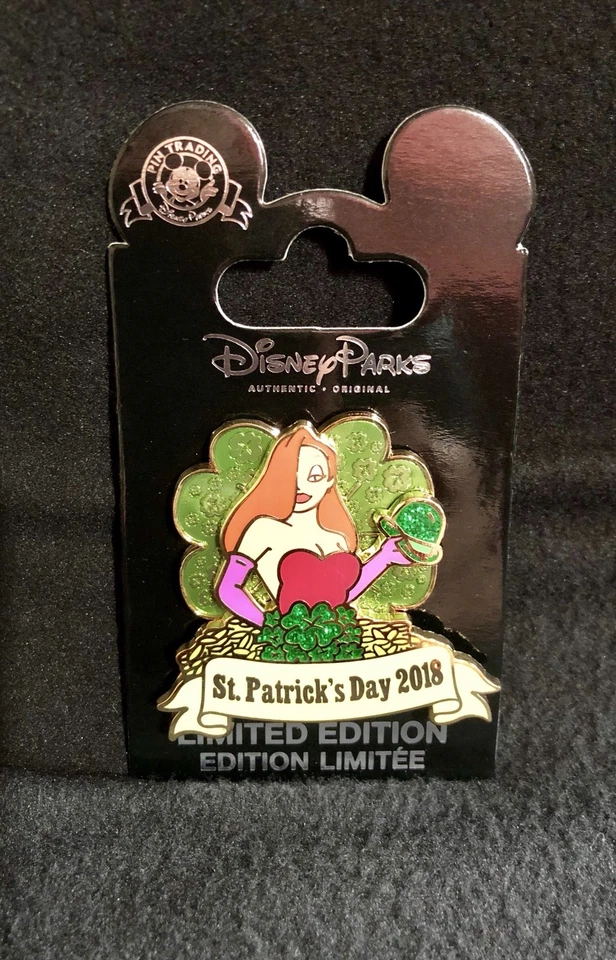 PIN TRADING
Disney Parks
Disney Parks
AUTHENTIC • ORIGINAL
St. Patrick's Day 2018
LIMITED EDITION
EDITION LIMITÉE